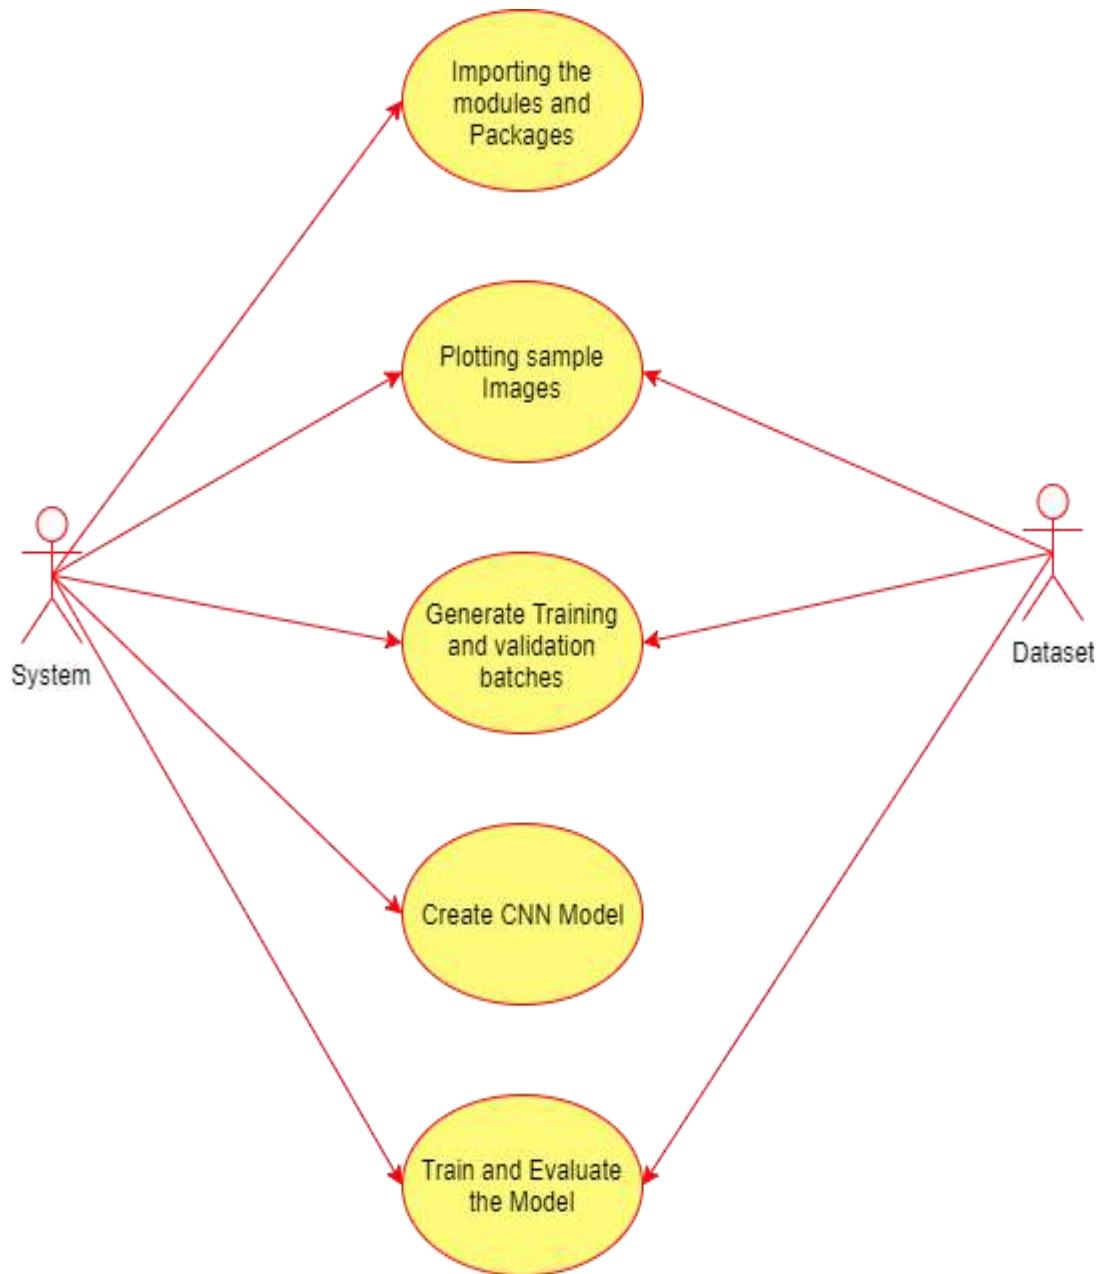 Importing the
modules and
Packages
Plotting sample
Images
Generate Training
and validation
batches
System
Dataset
Create CNN Model
Train and Evaluate
the Model